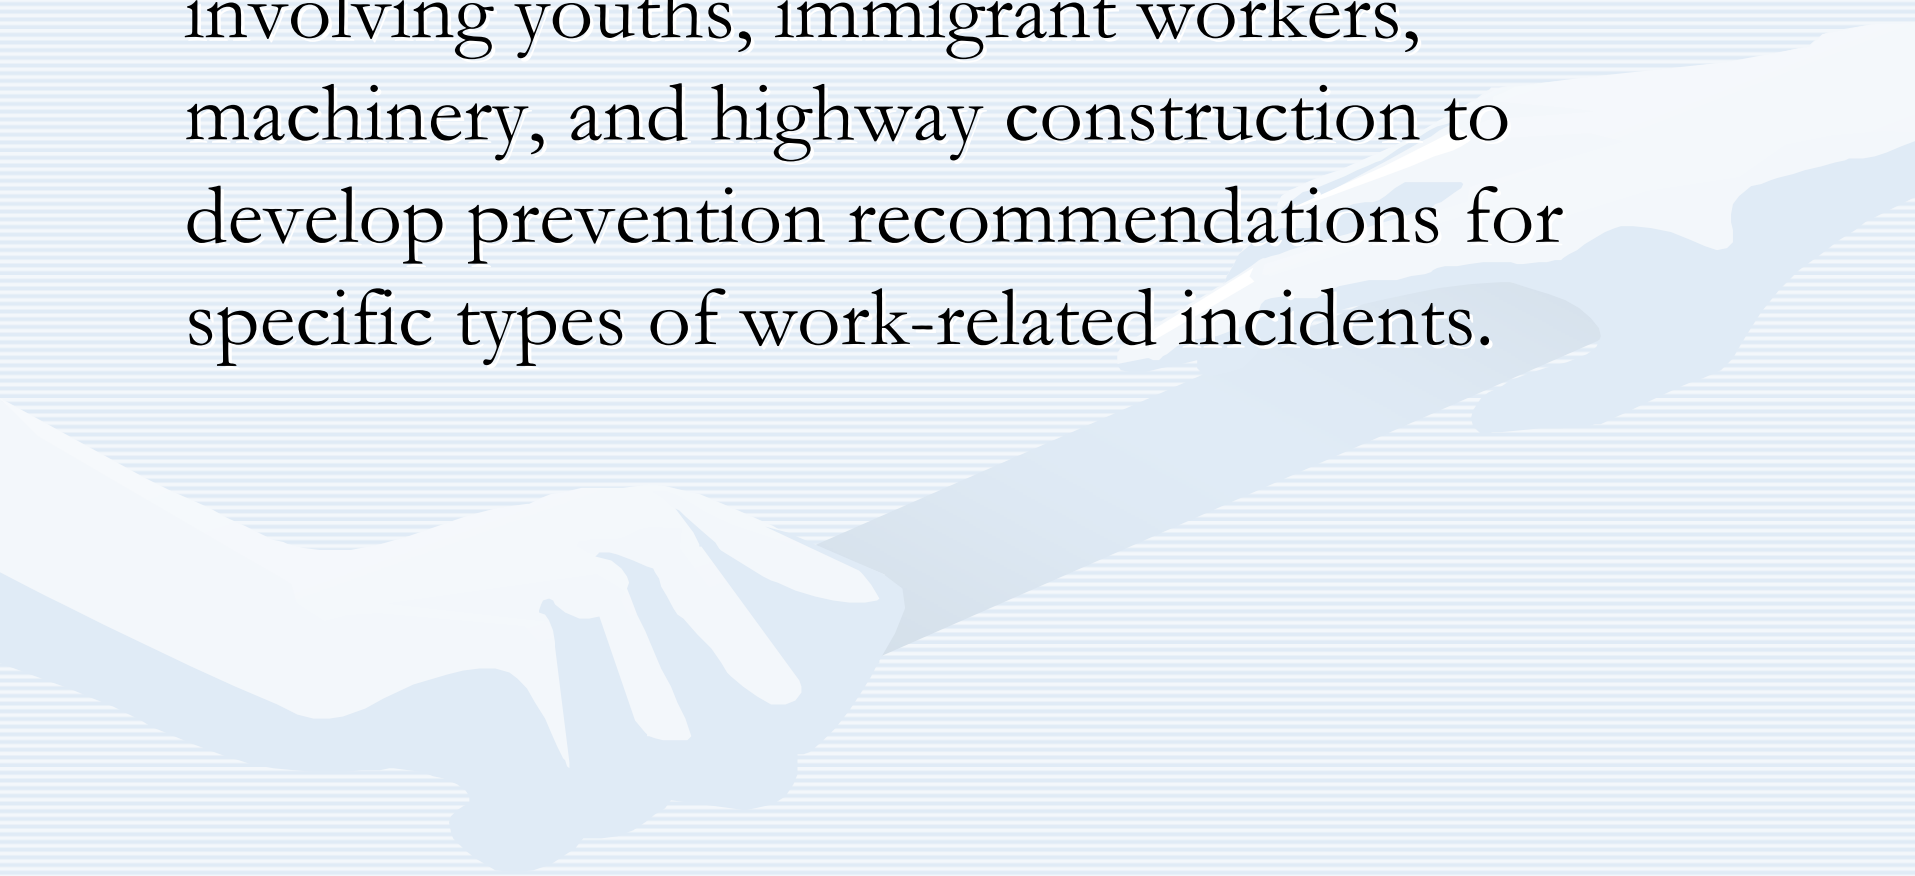 involving youths, immigrant workers,
machinery, and highway construction to
develop prevention recommendations for
specific types of work-related incidents.